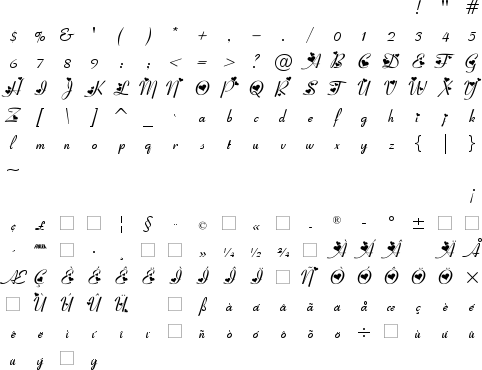 ! " #
$ % & ' ( ) * + , − . / 0 1 2 3 4 5
6 7 8 9 : ; < = > ? @ A B C D E F G
H I J K L M N O P Q R S T U V W X Y
Z [ \ ] ^ _ ` a b c d e f g h i j k
l m n o p q r s t u v w x y z { | }
~
¡
¢ £ ¦ § ¨ © « - ® - ° ±
´ · ¸ » ¼ ½ ¾ À Á Â Ä Å
Æ Ç È É Ê Ë Ì Í Î Ï Ñ Ò Ó Ô Õ Ö ×
Ù Ú Û Ü ß à á â ã ä å æ ç è é
ê ë ì í î ï ñ ò ó ô õ ö ÷ ù ú û
ü ý ÿ